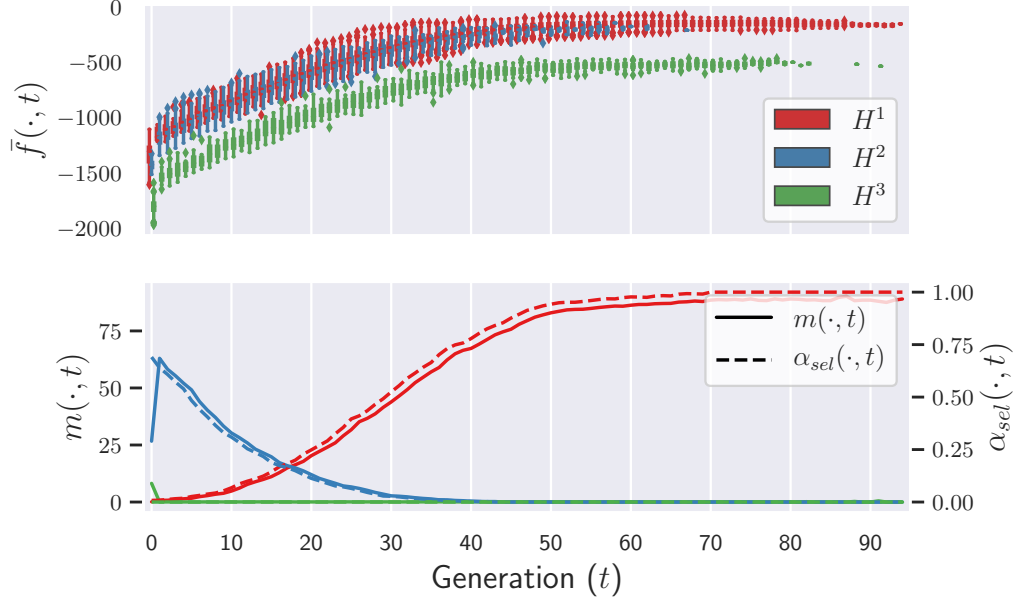 0
−500
−1000
−1500
−2000
f̄(·, t)
H¹
H²
H³
75
50
25
0
m(·, t)
m(·, t)
α_sel(·, t)
1.00
0.75
0.50
0.25
0.00
α_sel(·, t)
0 10 20 30 40 50 60 70 80 90
Generation (t)